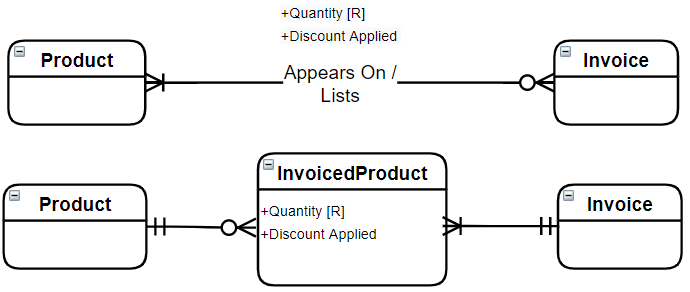 +Quantity [R]
+Discount Applied
Product
Appears On /
Lists
Invoice
Product
InvoicedProduct
+Quantity [R]
+Discount Applied
Invoice